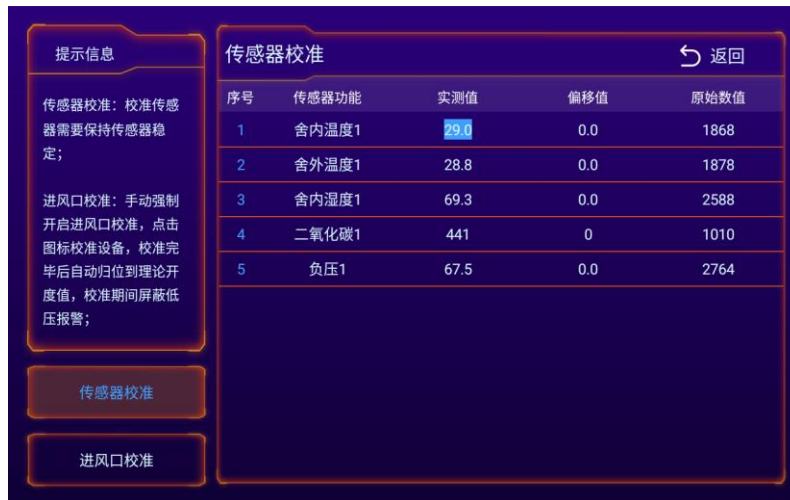 提示信息
传感器校准：校准传感
器需要保持传感器稳
定；
进风口校准：手动强制
开启进风口校准，点击
图标校准设备，校准完
毕后自动归位到理论开
度值，校准期间屏蔽低
压报警；
传感器校准
进风口校准
传感器校准 返回
序号 传感器功能 实测值 偏移值 原始数值
1 舍内温度1 29.0 0.0 1868
2 舍外温度1 28.8 0.0 1878
3 舍内湿度1 69.3 0.0 2588
4 二氧化碳1 441 0 1010
5 负压1 67.5 0.0 2764